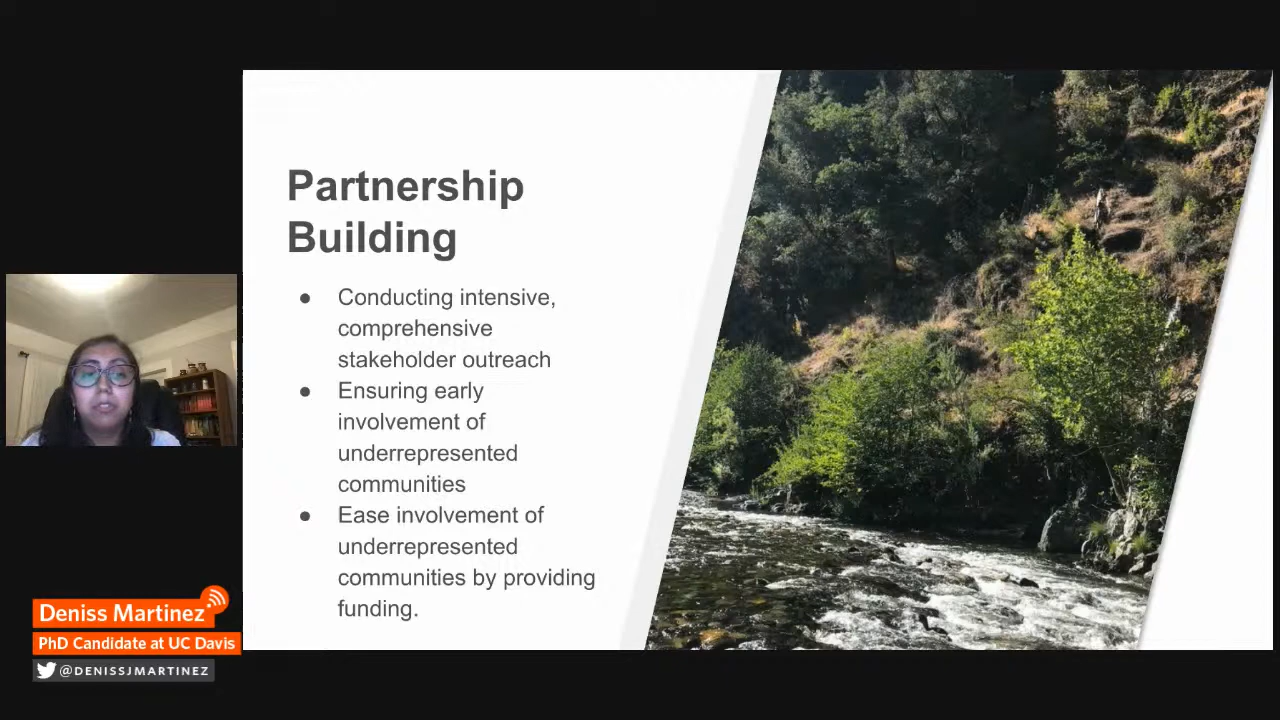 Partnership
Building
● Conducting intensive,
comprehensive
stakeholder outreach
● Ensuring early
involvement of
underrepresented
communities
● Ease involvement of
underrepresented
communities by providing
funding.
Deniss Martinez
PhD Candidate at UC Davis
@DENISSJMARTINEZ